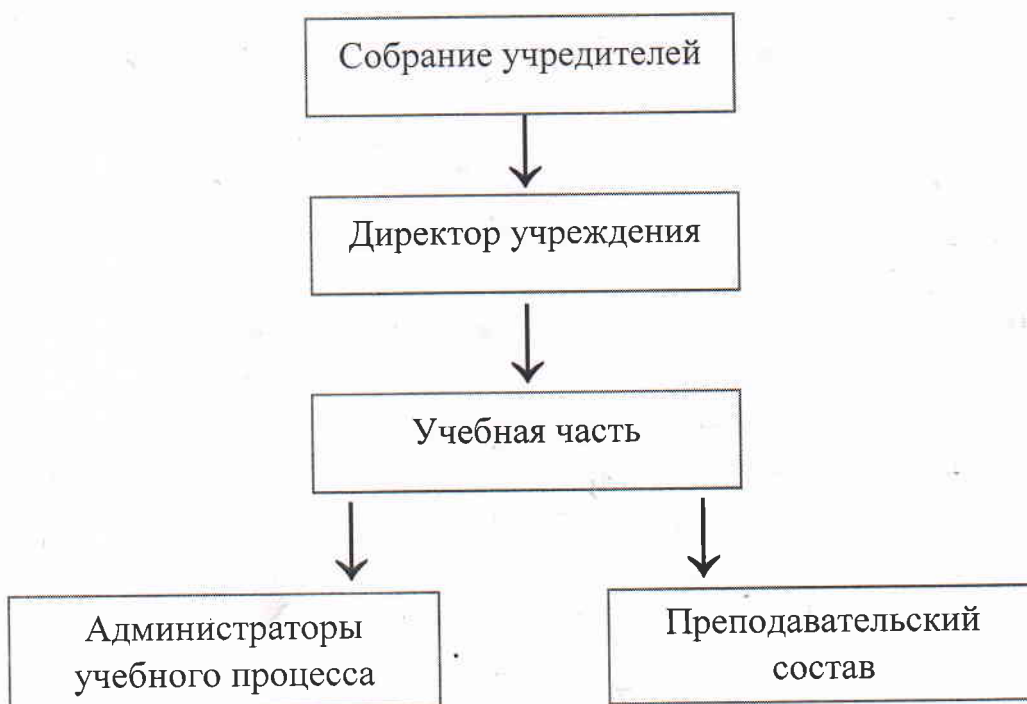 Собрание учредителей
Директор учреждения
Учебная часть
Администраторы
учебного процесса
Преподавательский
состав